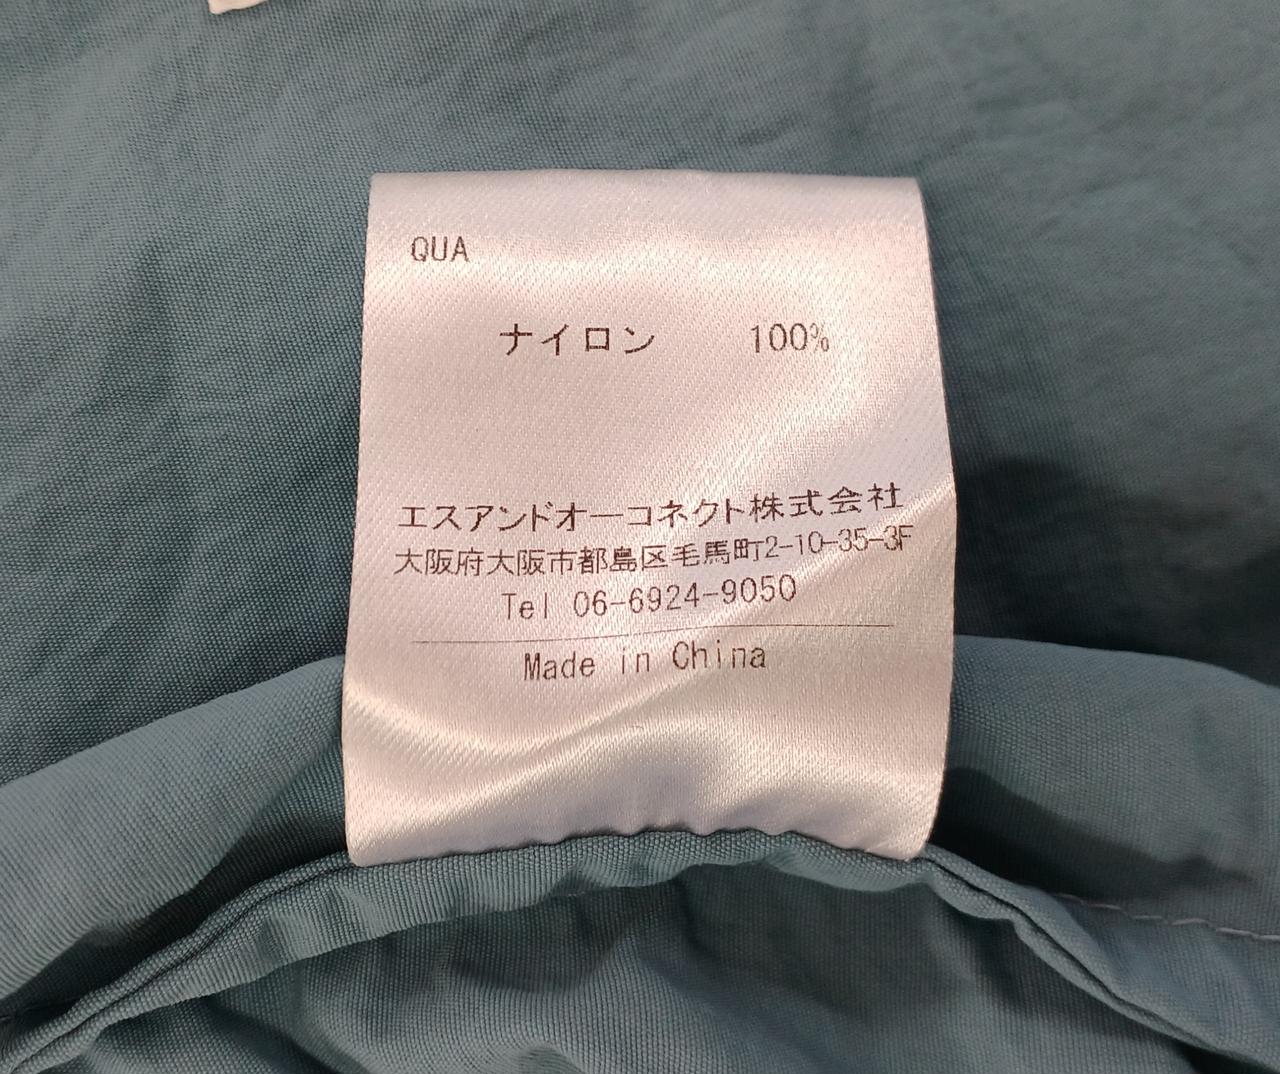 QUA
ナイロン 100%
エスアンドオーコネクト株式会社
大阪府大阪市都島区毛馬町2-10-35-3F
Tel 06-6924-9050
Made in China